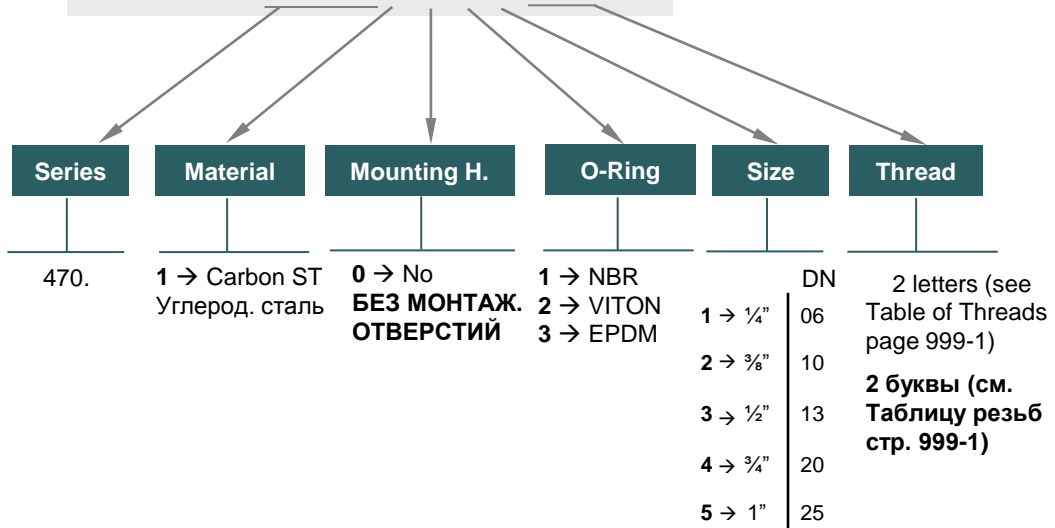 Series
Material
Mounting H.
O-Ring
Size
Thread
470.
1 → Carbon ST
Углерод. сталь
0 → No
БЕЗ МОНТАЖ.
ОТВЕРСТИЙ
1 → NBR
2 → VITON
3 → EPDM
DN
1 → ¼” 06
2 → ⅜” 10
3 → ½” 13
4 → ¾” 20
5 → 1” 25
2 letters (see
Table of Threads
page 999-1)
2 буквы (см.
Таблицу резьб
стр. 999-1)